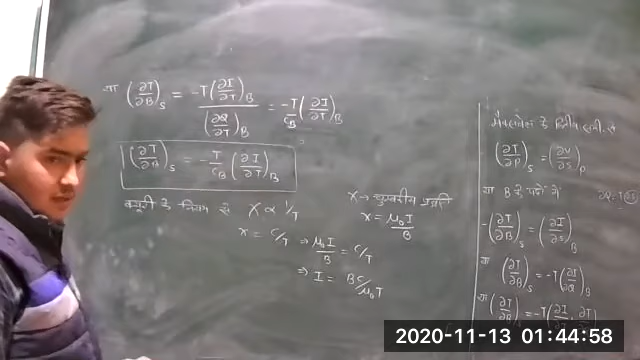 या (∂T/∂B)_S = -T(∂I/∂T)_B / (∂Q/∂T)_B = -T/C_B (∂I/∂T)_B
(∂T/∂B)_S = -T/C_B (∂I/∂T)_B
क्यूरी के नियम से χ ∝ 1/T
χ = C/T ⇒ μ₀I/B = C/T
⇒ I = BC/μ₀T
χ → चुम्बकीय प्रवृत्ति
χ = μ₀I/B
मैक्सवेल के द्वितीय सूत्र से
(∂T/∂P)_S = (∂V/∂S)_P
या B के पदों में
-(∂T/∂B)_S = (∂I/∂S)_B
या (∂T/∂B)_S = -T(∂I/∂Q)_B
या (∂T/∂B)_S = -T(∂I/∂T
2020-11-13 01:44:58